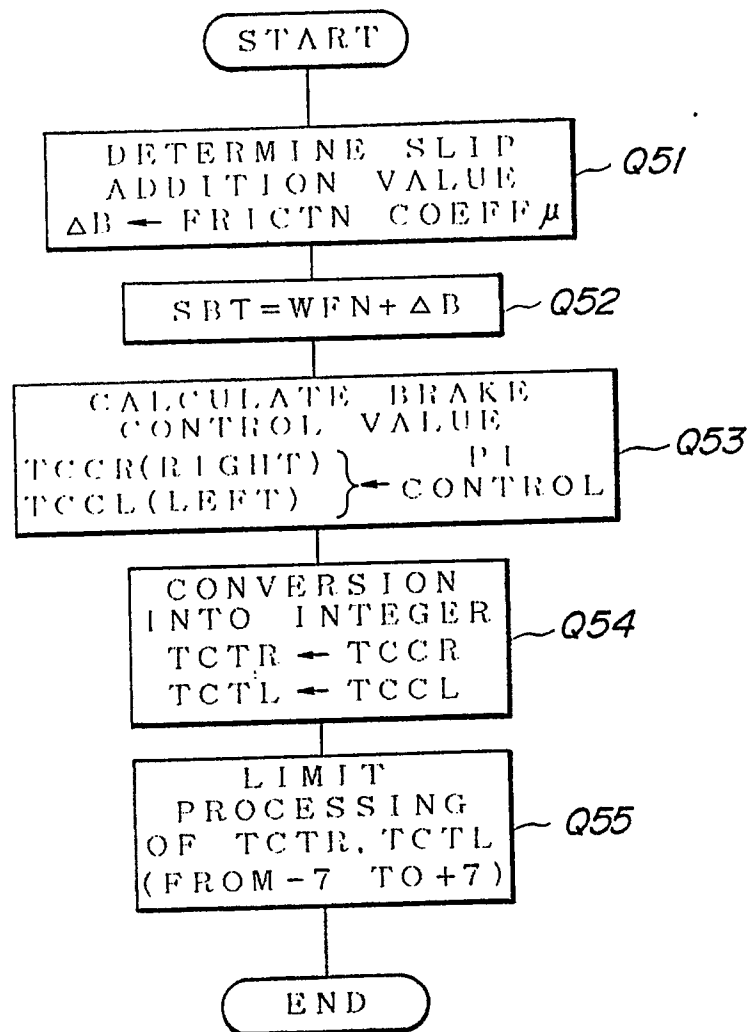 START
DETERMINE SLIP
ADDITION VALUE
ΔB ← FRICTN COEFF μ
Q51
SBT=WFN+ΔB
Q52
CALCULATE BRAKE
CONTROL VALUE
TCCR(RIGHT)
TCCL(LEFT)
} ← PI
CONTROL
Q53
CONVERSION
INTO INTEGER
TCTR ← TCCR
TCTL ← TCCL
Q54
LIMIT
PROCESSING
OF TCTR, TCTL
(FROM-7 TO+7)
Q55
END